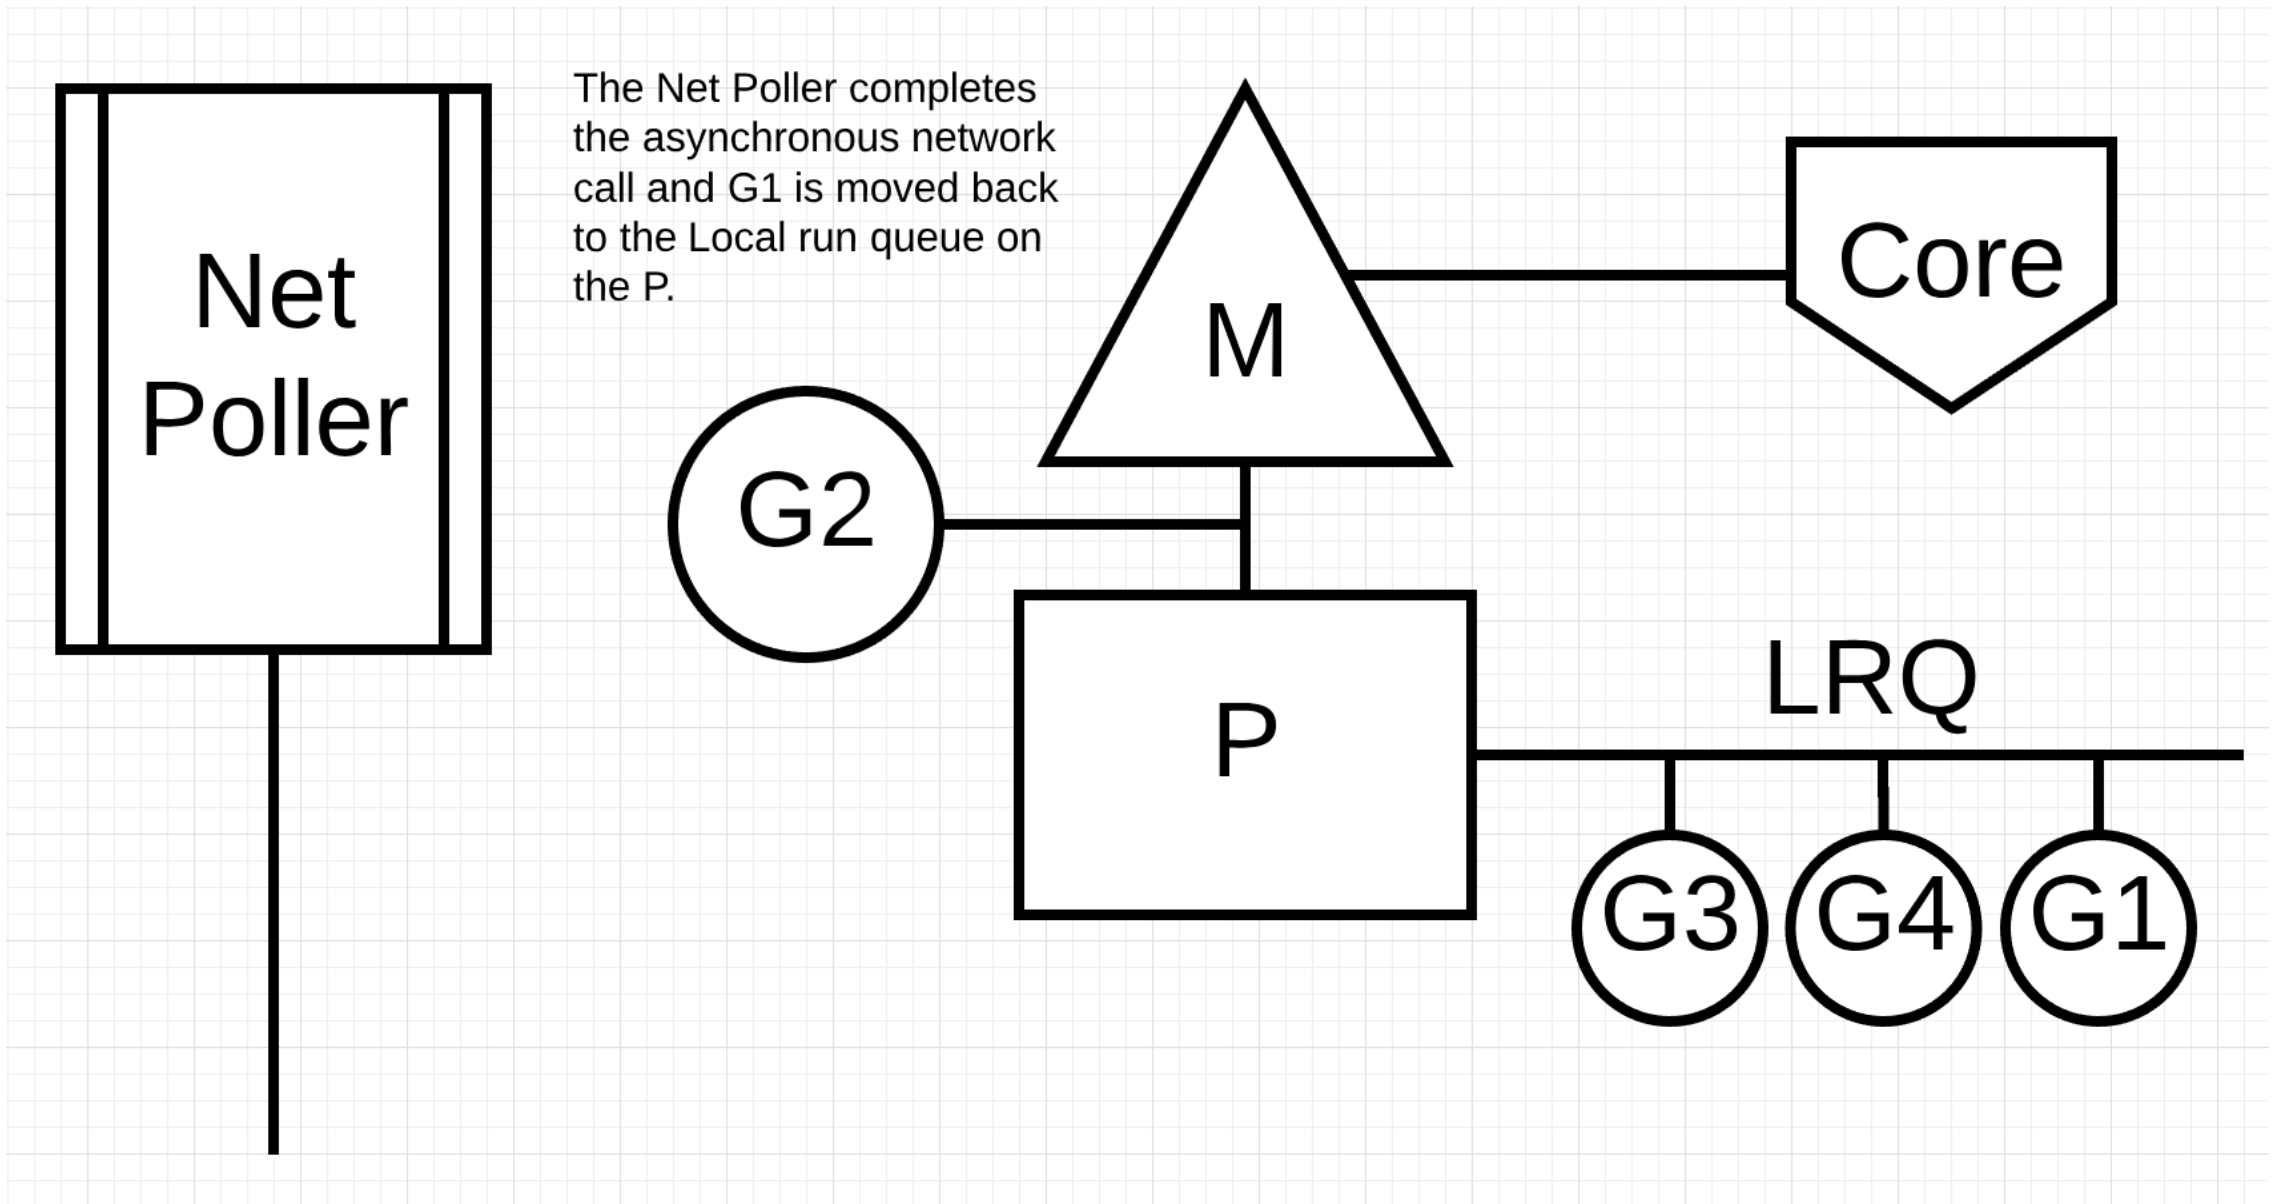 Net
Poller
The Net Poller completes
the asynchronous network
call and G1 is moved back
to the Local run queue on
the P.
M
Core
G2
P
LRQ
G3
G4
G1